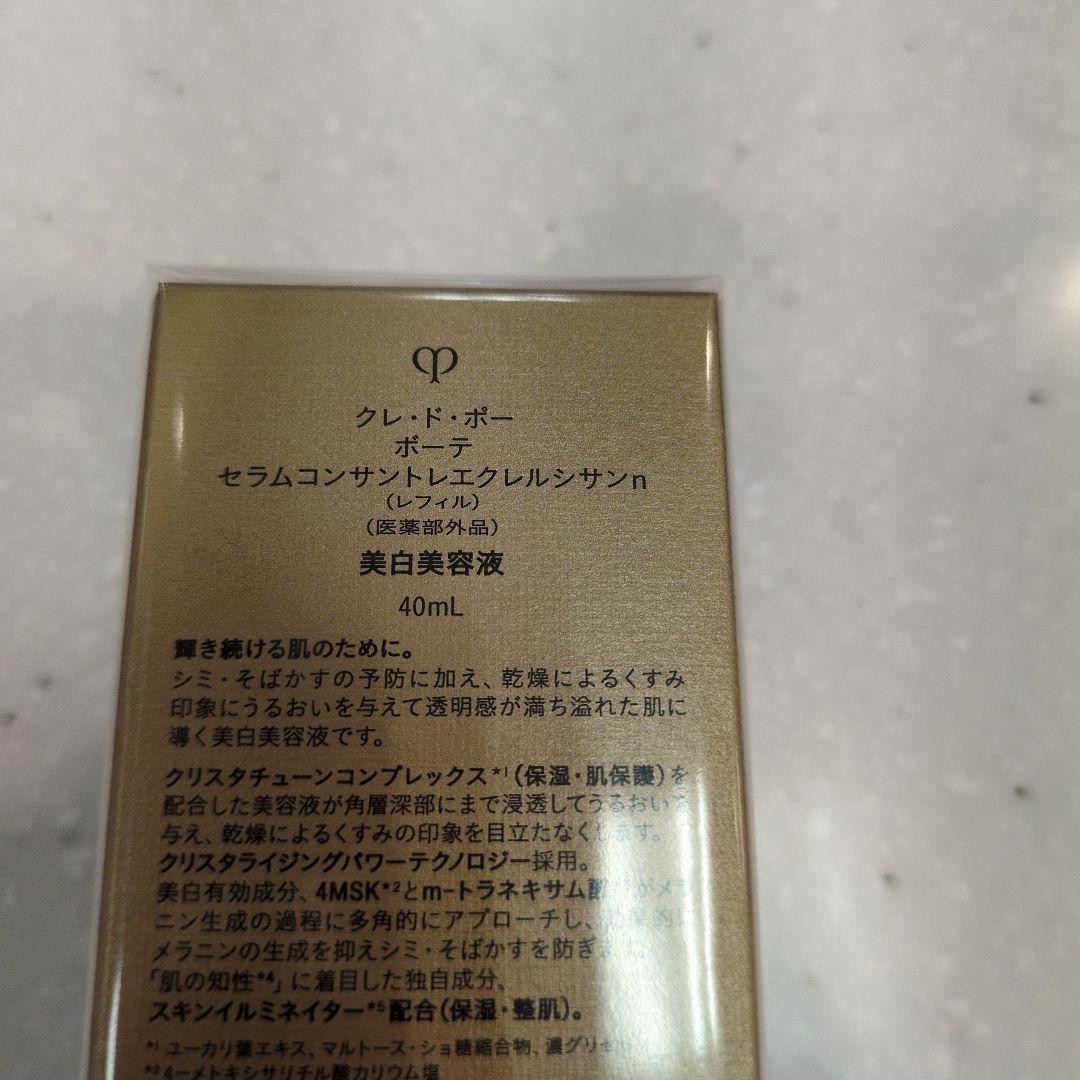 クレ・ド・ポー
ボーテ
セラムコンサントレエクレルシサンn
(レフィル)
(医薬部外品)
美白美容液
40mL
輝き続ける肌のために。
シミ・そばかすの予防に加え、乾燥によるくすみ
印象にうるおいを与えて透明感が満ち溢れた肌に
導く美白美容液です。
クリスタチューンコンプレックス*1(保湿・肌保護)を
配合した美容液が角層深部にまで浸透してうるおいを
与え、乾燥によるくすみの印象を目立たなくします。
クリスタライジングパワーテクノロジー採用。
美白有効成分、4MSK*2とm-トラネキサム酸 がメラ
ニン生成の過程に多角的にアプローチし、 的に
メラニンの生成を抑えシミ・そばかすを防ぎます。
「肌の知性*4」に着目した独自成分、
スキンイルミネイター*5配合(保湿・整肌)。
*1 ユーカリ葉エキス、マルトース・ショ糖縮合物、濃グリセリン
*2 4-メトキシサリチル酸カリウム塩